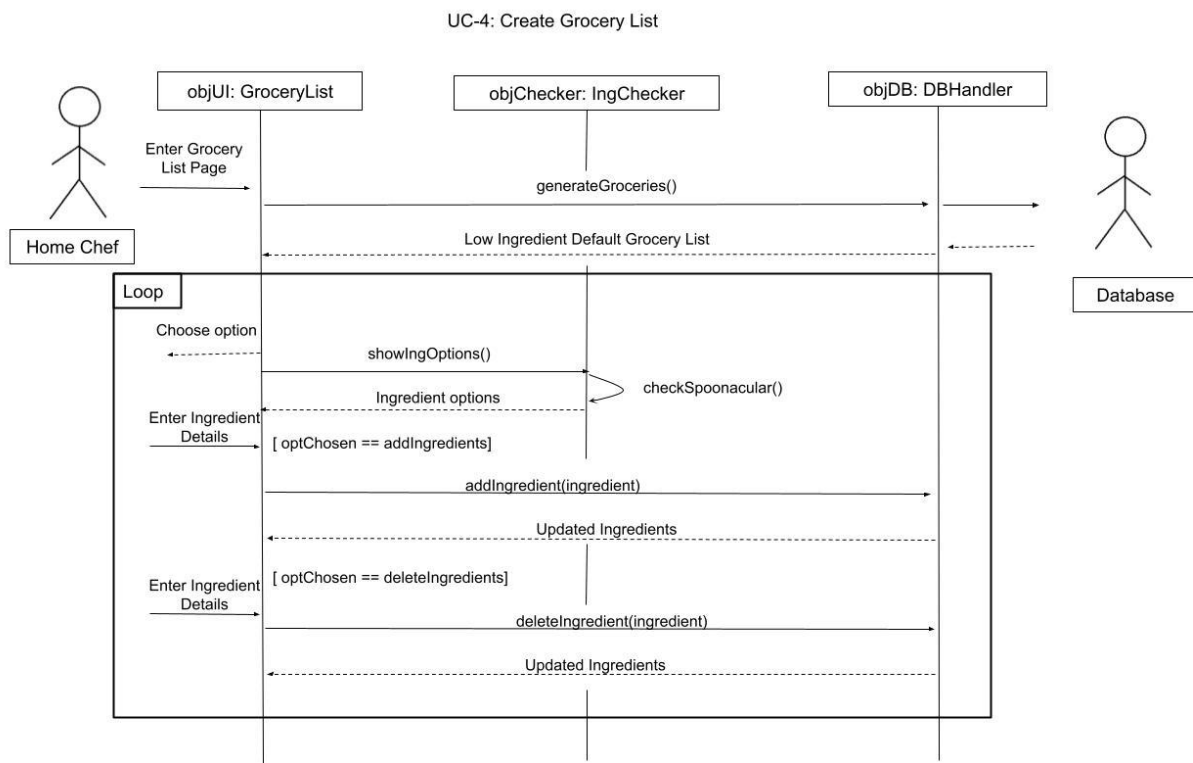 UC-4: Create Grocery List
objUI: GroceryList
objChecker: IngChecker
objDB: DBHandler
Enter Grocery
List Page
generateGroceries()
Home Chef
Low Ingredient Default Grocery List
Database
Loop
Choose option
showIngOptions()
checkSpoonacular()
Ingredient options
Enter Ingredient
Details
[ optChosen == addIngredients]
addIngredient(ingredient)
Updated Ingredients
[ optChosen == deleteIngredients]
Enter Ingredient
Details
deleteIngredient(ingredient)
Updated Ingredients